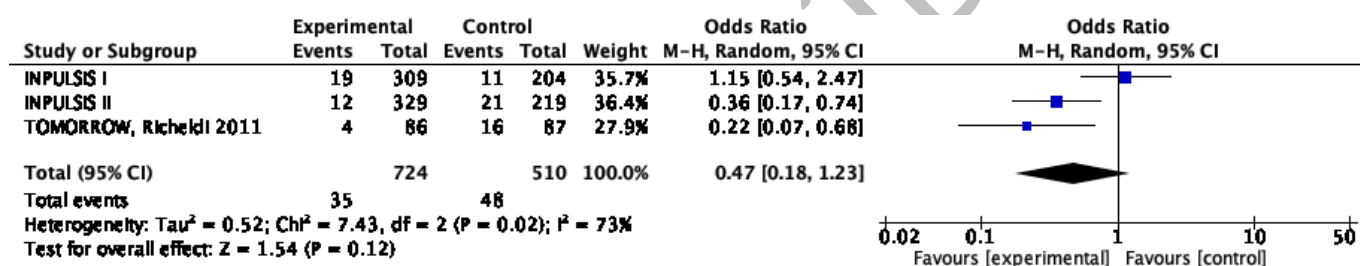 Experimental Control Odds Ratio Odds Ratio
Study or Subgroup Events Total Events Total Weight M-H, Random, 95% CI M-H, Random, 95% CI
INPULSIS I 19 309 11 204 35.7% 1.15 [0.54, 2.47]
INPULSIS II 12 329 21 219 36.4% 0.36 [0.17, 0.74]
TOMORROW, Richeldi 2011 4 86 16 87 27.9% 0.22 [0.07, 0.68]
Total (95% CI) 724 510 100.0% 0.47 [0.18, 1.23]
Total events 35 48
Heterogeneity: Tau² = 0.52; Chi² = 7.43, df = 2 (P = 0.02); I² = 73%
Test for overall effect: Z = 1.54 (P = 0.12)
0.02 0.1 1 10 50
Favours [experimental] Favours [control]